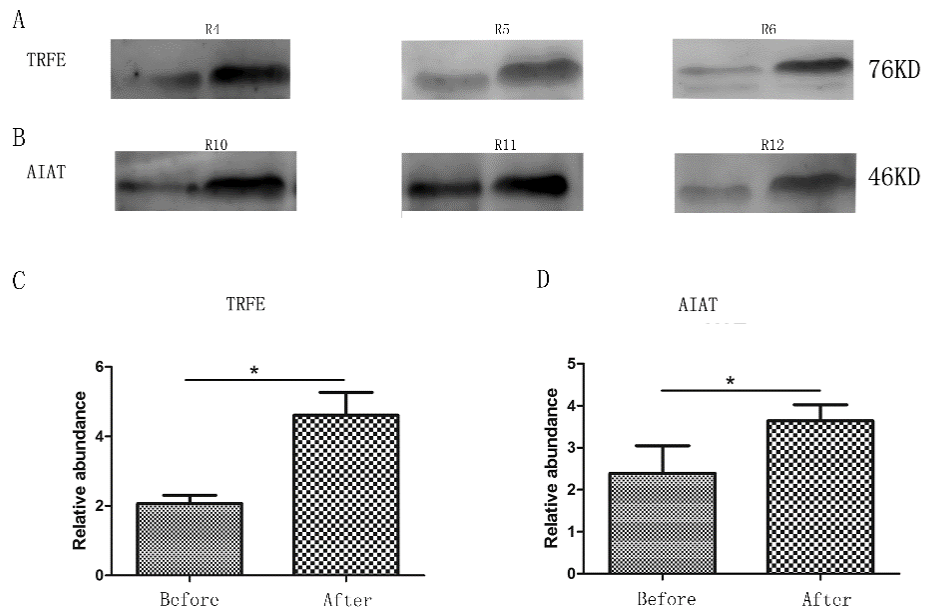 A
R4 R5 R6
TRFE
76KD
B
R10 R11 R12
AIAT
46KD
C
TRFE
Relative abundance
6
4
2
0
*
Before After
D
AIAT
Relative abundance
5
4
3
2
1
0
*
Before After